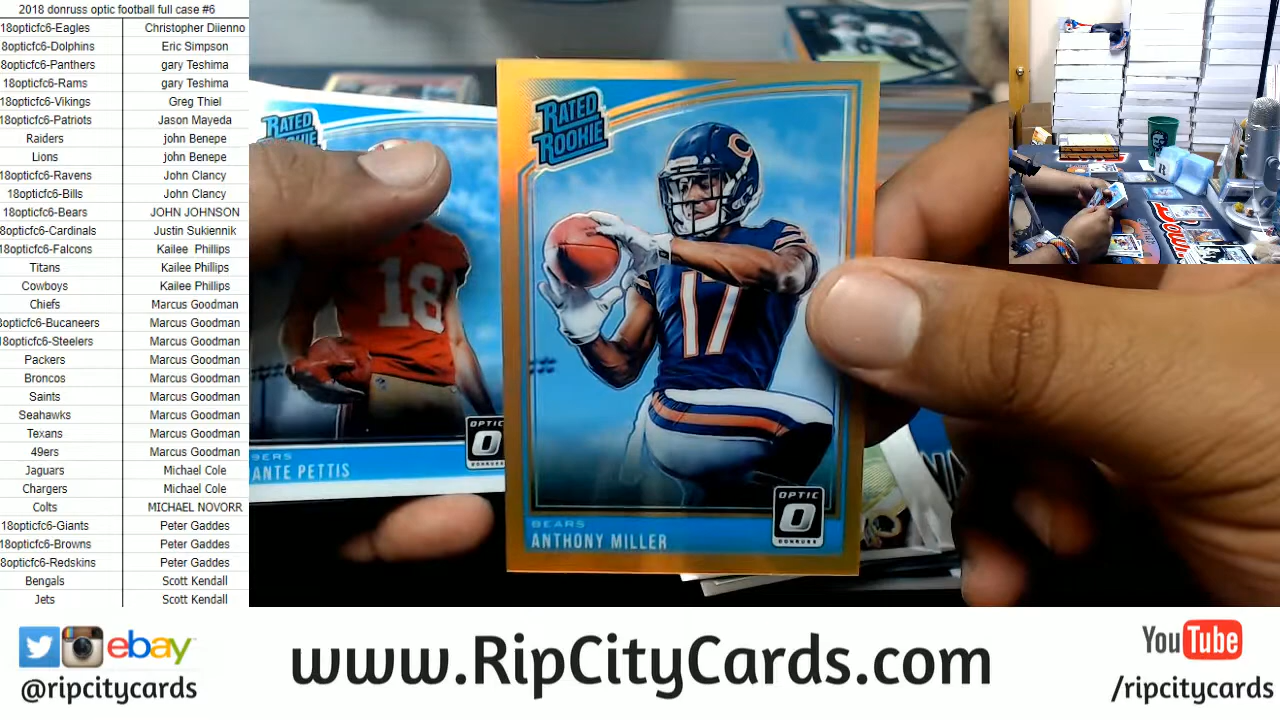 2018 donruss optic football full case #6
18opticfc6-Eagles Christopher Diienno
8opticfc6-Dolphins Eric Simpson
8opticfc6-Panthers gary Teshima
18opticfc6-Rams gary Teshima
18opticfc6-Vikings Greg Thiel
18opticfc6-Patriots Jason Mayeda
Raiders john Benepe
Lions john Benepe
18opticfc6-Ravens John Clancy
18opticfc6-Bills John Clancy
18opticfc6-Bears JOHN JOHNSON
8opticfc6-Cardinals Justin Sukiennik
18opticfc6-Falcons Kailee Phillips
Titans Kailee Phillips
Cowboys Kailee Phillips
Chiefs Marcus Goodman
8opticfc6-Bucaneers Marcus Goodman
18opticfc6-Steelers Marcus Goodman
Packers Marcus Goodman
Broncos Marcus Goodman
Saints Marcus Goodman
Seahawks Marcus Goodman
Texans Marcus Goodman
49ers Marcus Goodman
Jaguars Michael Cole
Chargers Michael Cole
Colts MICHAEL NOVORR
18opticfc6-Giants Peter Gaddes
18opticfc6-Browns Peter Gaddes
8opticfc6-Redskins Peter Gaddes
Bengals Scott Kendall
Jets Scott Kendall
RATED
ROOKIE
18
OPTIC
DONRUSS
9ERS
ANTE PETTIS
RATED
ROOKIE
17
OPTIC
DONRUSS
BEARS
ANTHONY MILLER
ebay
@ripcitycards
www.RipCityCards.com
YouTube
/ripcitycards